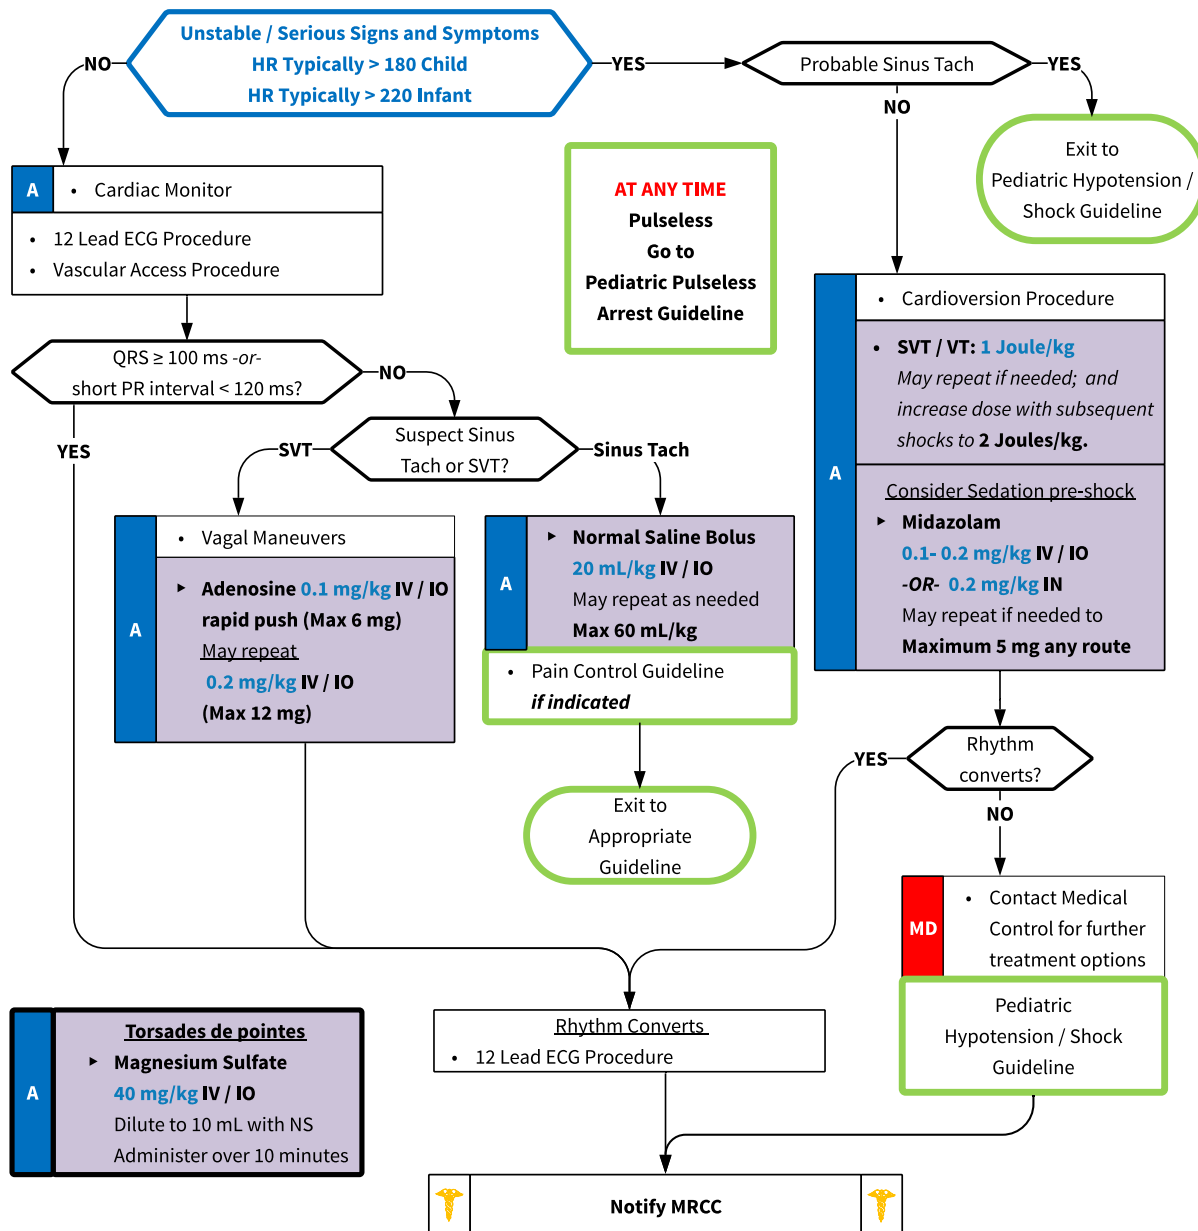 Unstable / Serious Signs and Symptoms
HR Typically > 180 Child
HR Typically > 220 Infant
NO
YES
Probable Sinus Tach
YES
NO
Exit to
Pediatric Hypotension /
Shock Guideline
AT ANY TIME
Pulseless
Go to
Pediatric Pulseless
Arrest Guideline
A
• Cardiac Monitor
• 12 Lead ECG Procedure
• Vascular Access Procedure
QRS ≥ 100 ms -or-
short PR interval < 120 ms?
NO
YES
Suspect Sinus
Tach or SVT?
SVT
Sinus Tach
A
• Vagal Maneuvers
▸ Adenosine 0.1 mg/kg IV / IO
rapid push (Max 6 mg)
May repeat
0.2 mg/kg IV / IO
(Max 12 mg)
A
▸ Normal Saline Bolus
20 mL/kg IV / IO
May repeat as needed
Max 60 mL/kg
• Pain Control Guideline
if indicated
Exit to
Appropriate
Guideline
A
• Cardioversion Procedure
• SVT / VT: 1 Joule/kg
May repeat if needed; and
increase dose with subsequent
shocks to 2 Joules/kg.
Consider Sedation pre-shock
▸ Midazolam
0.1- 0.2 mg/kg IV / IO
-OR- 0.2 mg/kg IN
May repeat if needed to
Maximum 5 mg any route
Rhythm
converts?
YES
NO
MD
• Contact Medical
Control for further
treatment options
Pediatric
Hypotension / Shock
Guideline
Rhythm Converts
• 12 Lead ECG Procedure
A
Torsades de pointes
▸ Magnesium Sulfate
40 mg/kg IV / IO
Dilute to 10 mL with NS
Administer over 10 minutes
Notify MRCC